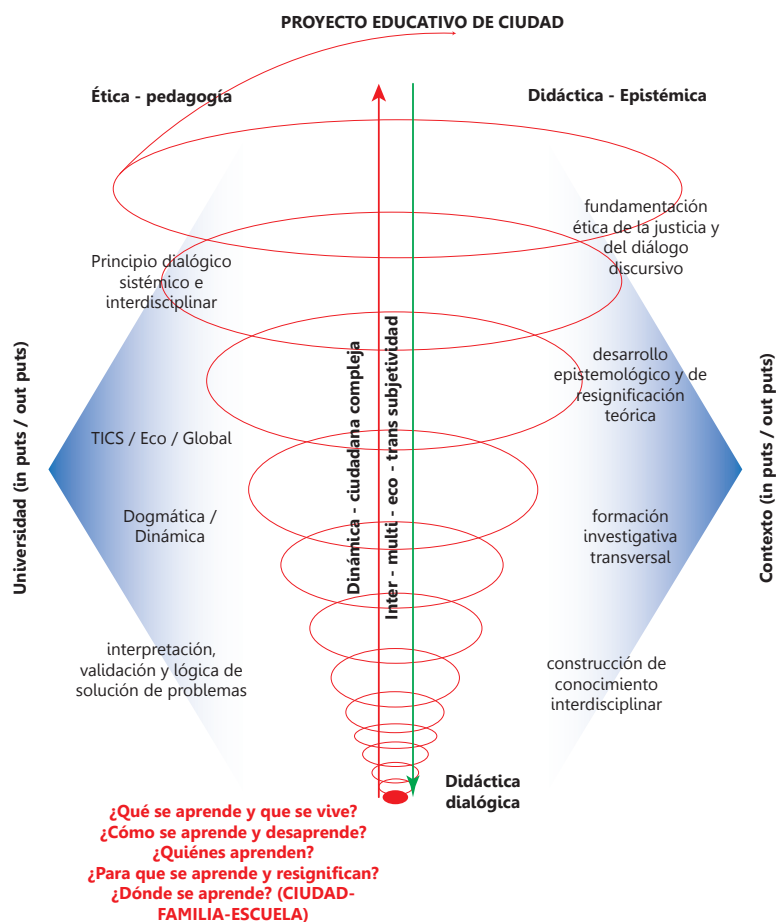 PROYECTO EDUCATIVO DE CIUDAD
Ética - pedagogía
Didáctica - Epistémica
Universidad (in puts / out puts)
Principio dialógico
sistémico e
interdisciplinar
TICS / Eco / Global
Dogmática /
Dinámica
interpretación,
validación y lógica de
solución de problemas
Dinámica - ciudadana compleja
Inter - multi - eco - trans subjetividad
fundamentación
ética de la justicia y
del diálogo
discursivo
desarrollo
epistemológico y de
resignificación
teórica
formación
investigativa
transversal
construcción de
conocimiento
interdisciplinar
Contexto (in puts / out puts)
Didáctica
dialógica
¿Qué se aprende y que se vive?
¿Cómo se aprende y desaprende?
¿Quiénes aprenden?
¿Para que se aprende y resignifican?
¿Dónde se aprende? (CIUDAD-
FAMILIA-ESCUELA)